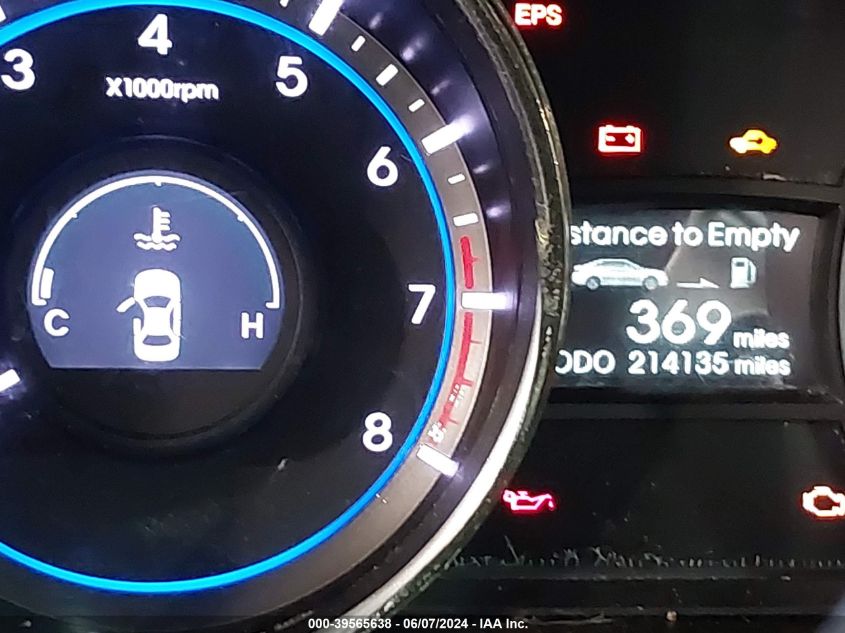 EPS
4
3
5
X1000rpm
6
stance to Empty
7
C
H
369 miles
ODO 214135 miles
8
000-39565638 - 06/07/2024 - IAA Inc.